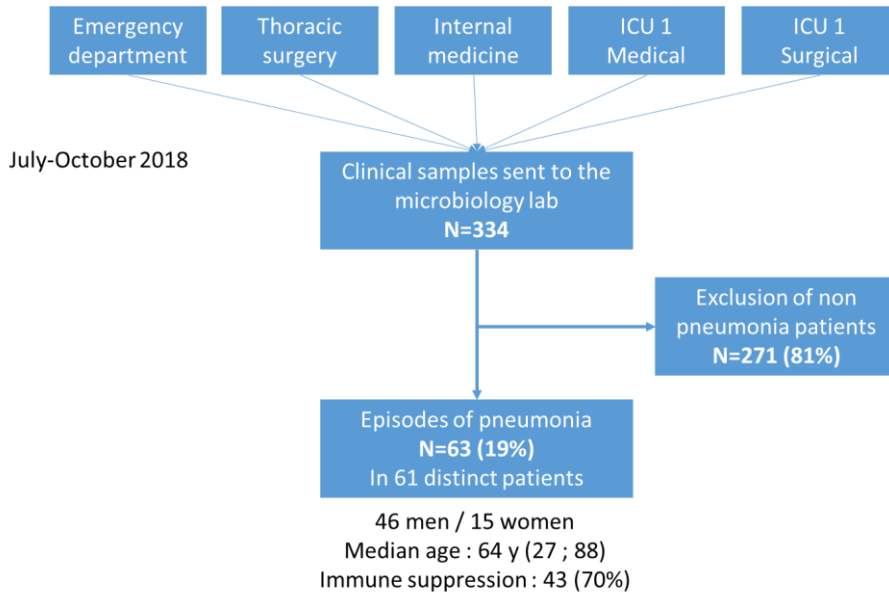 Emergency
department
Thoracic
surgery
Internal
medicine
ICU 1
Medical
ICU 1
Surgical
July-October 2018
Clinical samples sent to the
microbiology lab
N=334
Exclusion of non
pneumonia patients
N=271 (81%)
Episodes of pneumonia
N=63 (19%)
In 61 distinct patients
46 men / 15 women
Median age : 64 y (27 ; 88)
Immune suppression : 43 (70%)